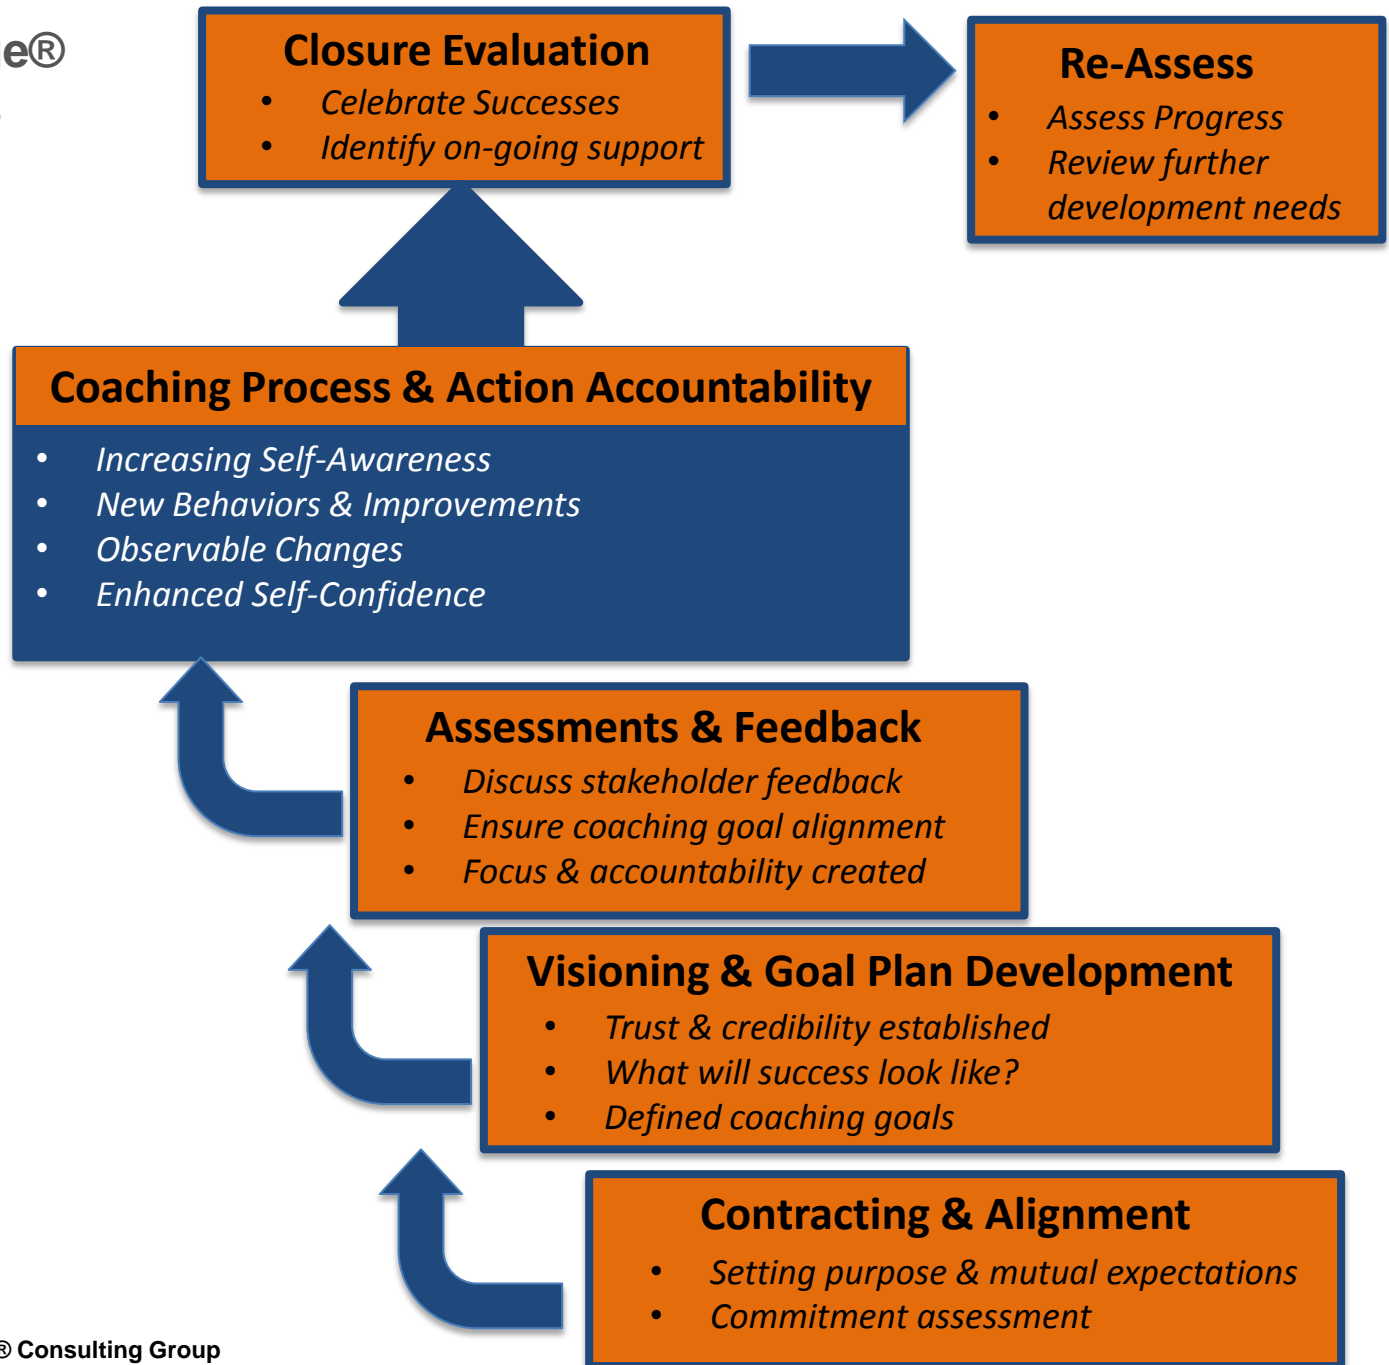 Closure Evaluation
• Celebrate Successes
• Identify on-going support
Re-Assess
• Assess Progress
• Review further
development needs
Coaching Process & Action Accountability
• Increasing Self-Awareness
• New Behaviors & Improvements
• Observable Changes
• Enhanced Self-Confidence
Assessments & Feedback
• Discuss stakeholder feedback
• Ensure coaching goal alignment
• Focus & accountability created
Visioning & Goal Plan Development
• Trust & credibility established
• What will success look like?
• Defined coaching goals
Contracting & Alignment
• Setting purpose & mutual expectations
• Commitment assessment
® Consulting Group